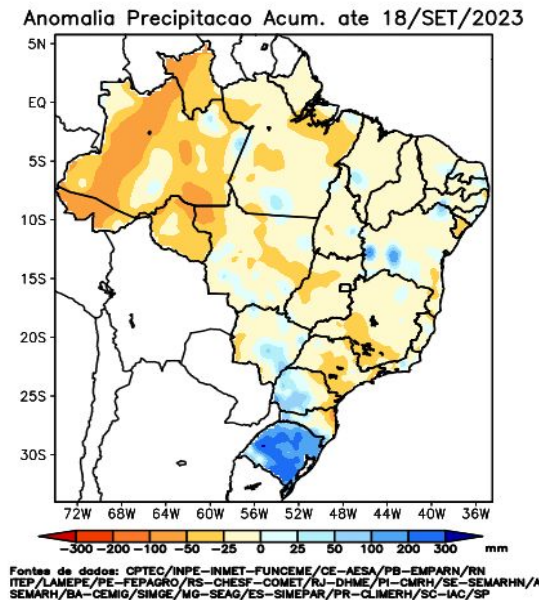 Anomalia Precipitacao Acum. ate 18/SET/2023
5N
EQ
5S
10S
15S
20S
25S
30S
72W 68W 64W 60W 56W 52W 48W 44W 40W 36W
-300 -200 -100 -50 -25 0 25 50 100 200 300 mm
Fontes de dados: CPTEC/INPE-INMET-FUNCEME/CE-AESA/PB-EMPARN/RN
ITEP/LAMEPE/PE-FEPAGRO/RS-CHESF-COMET/RJ-DHME/PI-CMRH/SE-SEMARHN/A
SEMARH/BA-CEMIG/SIMGE/MG-SEAG/ES-SIMEPAR/PR-CLIMERH/SC-IAC/SP